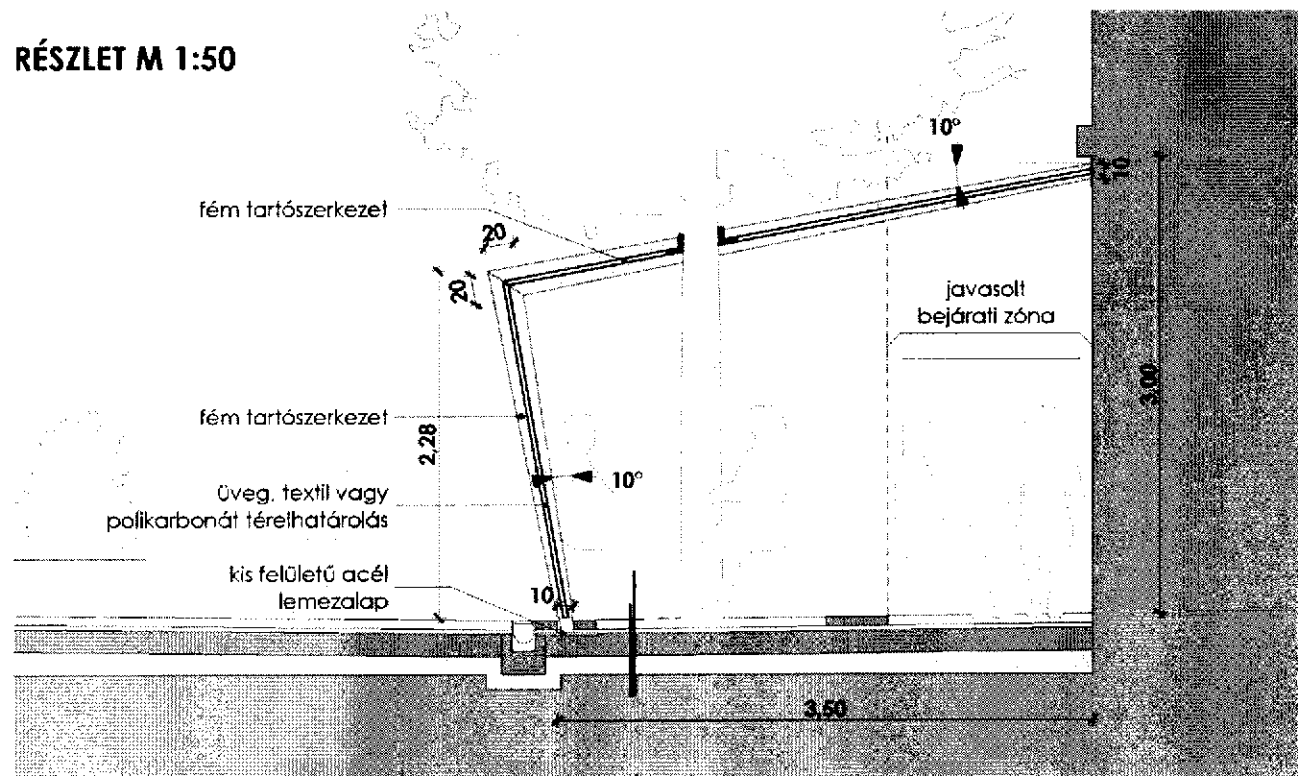 RÉSZLET M 1:50
10°
10
fém tartószerkezet
20
20
javasolt
bejárati zóna
3,00
fém tartószerkezet
2,28
10°
üveg, textil vagy
polikarbonát térelhatárolás
kis felületű acél
lemezalap
10
3,50